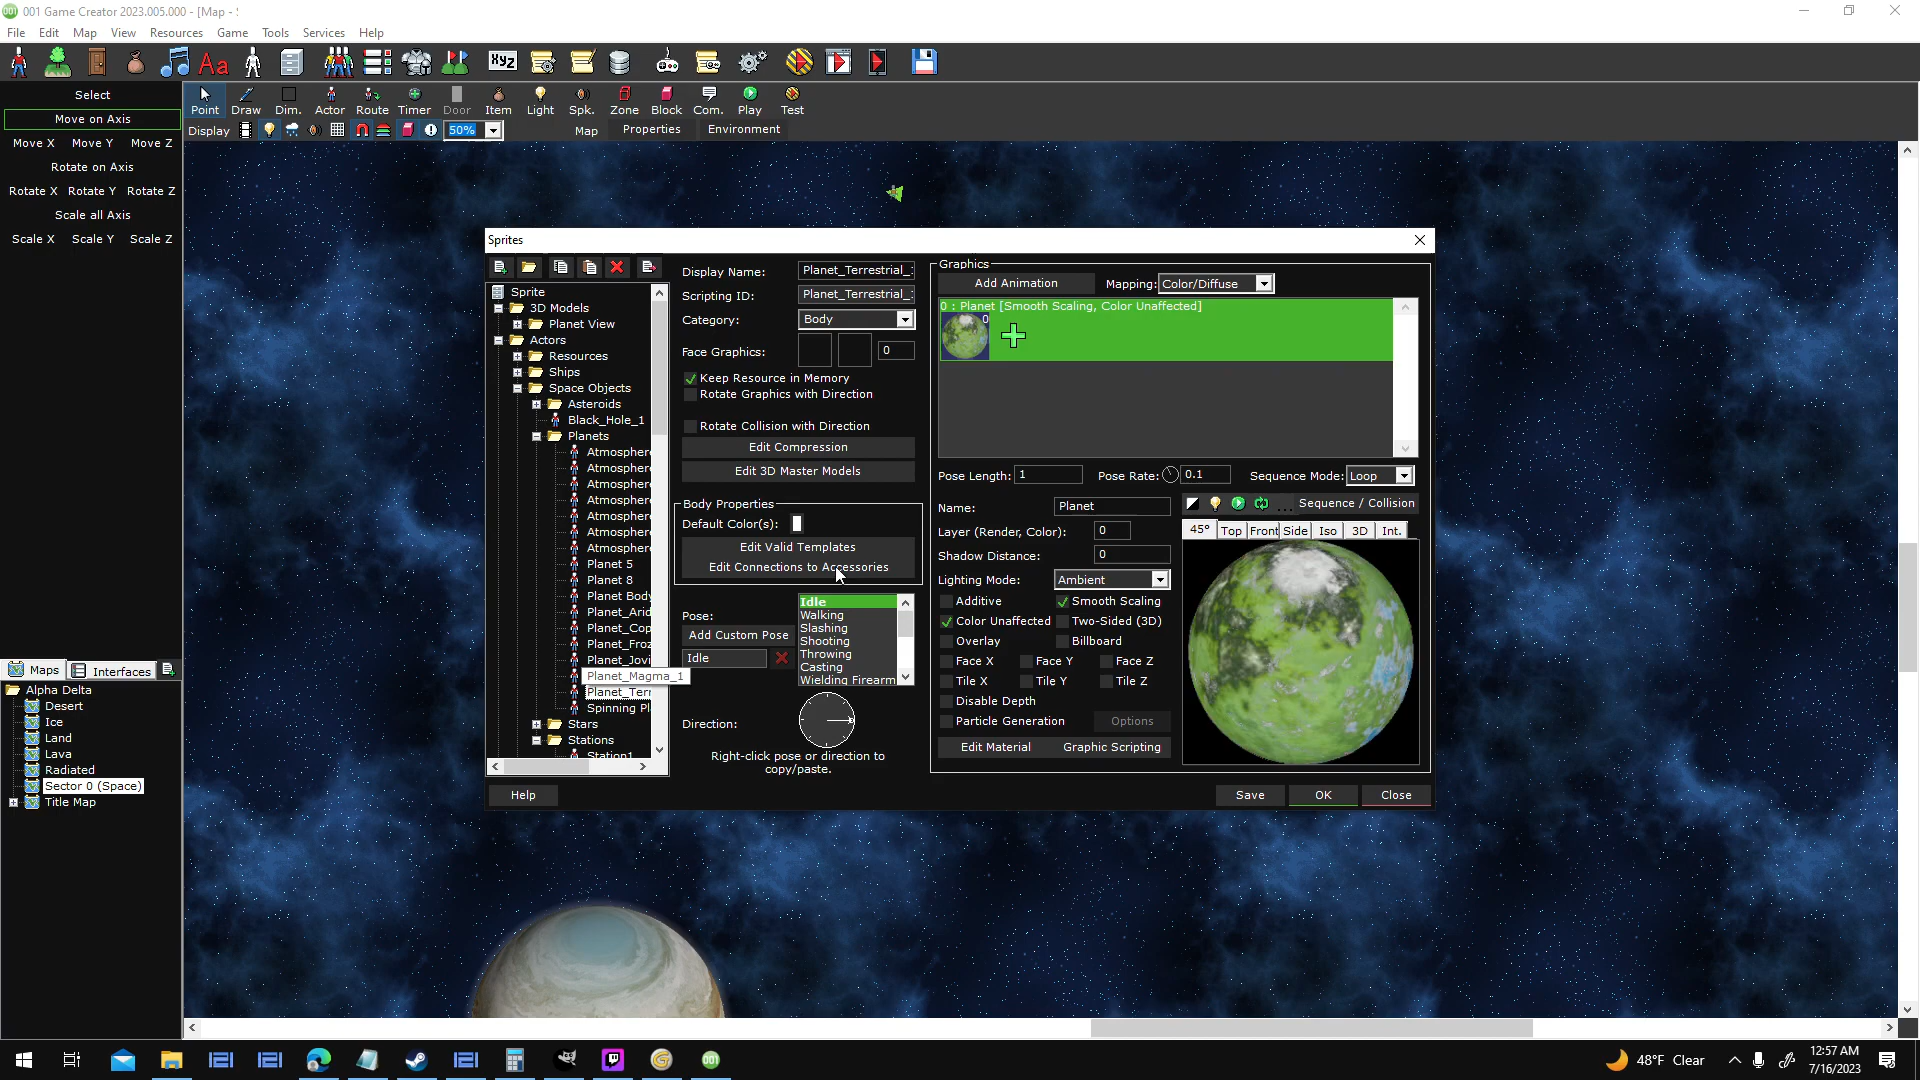 001 Game Creator 2023.005.000 - [Map -
File Edit Map View Resources Game Tools Services Help
Aa
XYZ
Select
Move on Axis
Move X Move Y Move Z
Rotate on Axis
Rotate X Rotate Y Rotate Z
Scale all Axis
Scale X Scale Y Scale Z
Point Draw Dim. Actor Route Timer Door Item Light Spk. Zone Block Com. Play Test
Display 50% Map Properties Environment
Maps Interfaces
Alpha Delta
Desert
Ice
Land
Lava
Radiated
Sector 0 (Space)
Title Map
Sprites
Sprite
3D Models
Planet View
Actors
Resources
Ships
Space Objects
Asteroids
Black_Hole_1
Planets
Atmosphere
Atmosphere
Atmosphere
Atmosphere
Atmosphere
Atmosphere
Atmosphere
Planet 5
Planet 8
Planet Body
Planet_Arid
Planet_Cop
Planet_Froz
Planet_Jovi
Planet_Magma_1
Planet_Terr
Spinning Pl
Stars
Stations
Station1
Display Name: Planet_Terrestrial_
Scripting ID: Planet_Terrestrial_
Category: Body
Face Graphics: 0
Keep Resource in Memory
Rotate Graphics with Direction
Rotate Collision with Direction
Edit Compression
Edit 3D Master Models
Body Properties
Default Color(s):
Edit Valid Templates
Edit Connections to Accessories
Pose:
Add Custom Pose
Idle
Idle
Walking
Slashing
Shooting
Throwing
Casting
Wielding Firearm
Direction:
Right-click pose or direction to
copy/paste.
Graphics
Add Animation Mapping: Color/Diffuse
0 : Planet [Smooth Scaling, Color Unaffected]
0
Pose Length: 1 Pose Rate: 0.1 Sequence Mode: Loop
Name: Planet
Layer (Render, Color): 0
Shadow Distance: 0
Lighting Mode: Ambient
Additive Smooth Scaling
Color Unaffected Two-Sided (3D)
Overlay Billboard
Face X Face Y Face Z
Tile X Tile Y Tile Z
Disable Depth
Particle Generation Options
Edit Material Graphic Scripting
... Sequence / Collision
45° Top Front Side Iso 3D Int.
Help Save OK Close
48°F Clear
12:57 AM
7/16/2023